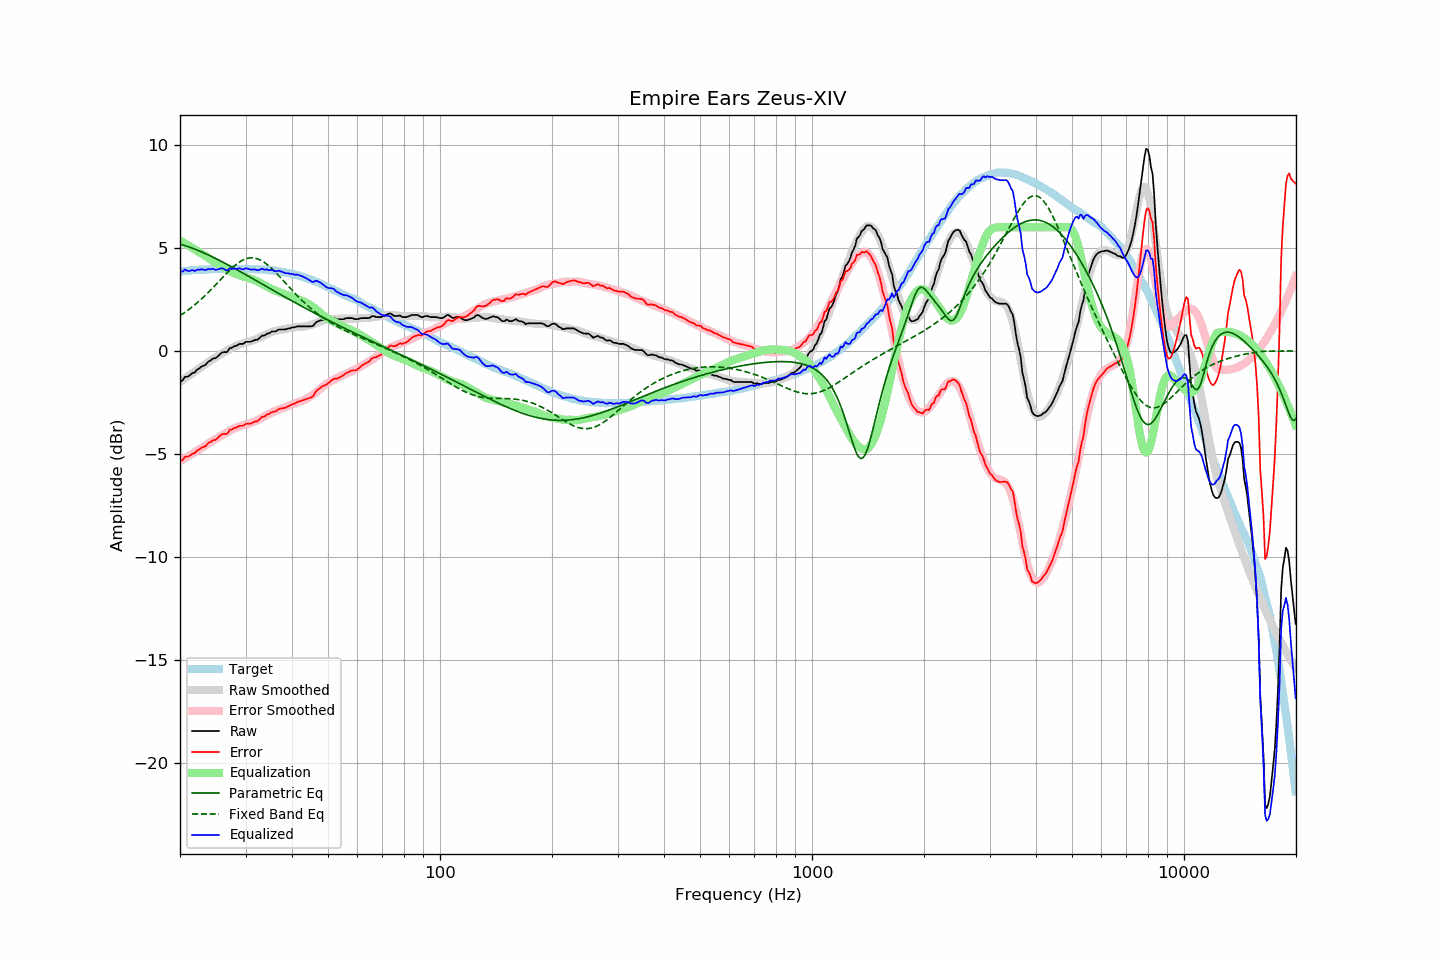 Empire Ears Zeus-XIV
10
5
0
−5
−10
−15
−20
Amplitude (dBr)
Target
Raw Smoothed
Error Smoothed
Raw
Error
Equalization
Parametric Eq
Fixed Band Eq
Equalized
100
1000
10000
Frequency (Hz)